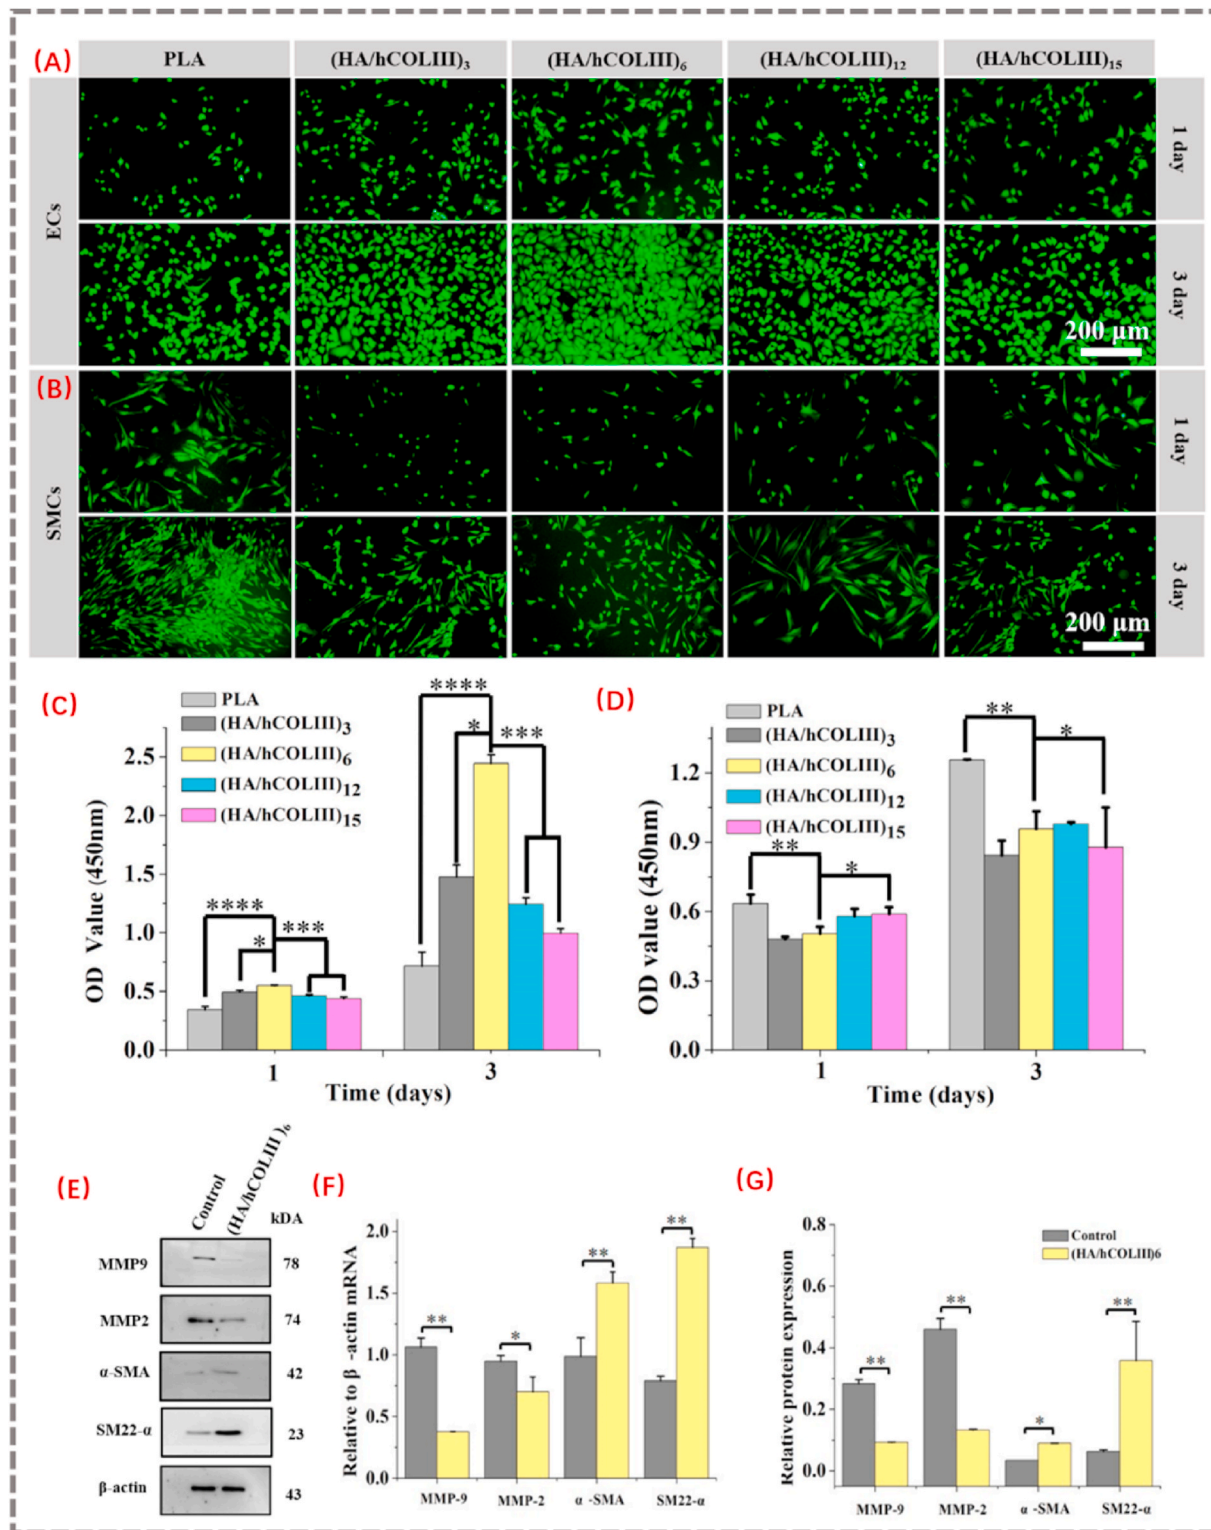 (A)
PLA (HA/hCOLIII)3 (HA/hCOLIII)6 (HA/hCOLIII)12 (HA/hCOLIII)15
ECs
1 day
3 day
200 μm
(B)
SMCs
1 day
3 day
200 μm
(C)
PLA
(HA/hCOLIII)3
(HA/hCOLIII)6
(HA/hCOLIII)12
(HA/hCOLIII)15
OD Value (450nm)
2.5
2.0
1.5
1.0
0.5
0.0
**** * ***
**** * ***
1 3
Time (days)
(D)
PLA
(HA/hCOLIII)3
(HA/hCOLIII)6
(HA/hCOLIII)12
(HA/hCOLIII)15
OD value (450nm)
1.2
0.9
0.6
0.3
0.0
** *
** *
1 3
Time (days)
(E)
Control (HA/hCOLIII)6 kDA
MMP9 78
MMP2 74
α-SMA 42
SM22-α 23
β-actin 43
(F)
Relative to β -actin mRNA
2.0
1.5
1.0
0.5
0.0
** * ** **
MMP-9 MMP-2 α -SMA SM22-α
(G)
Control
(HA/hCOLIII)6
Relative protein expression
0.8
0.6
0.4
0.2
0.0
** ** * **
MMP-9 MMP-2 α -SMA SM22-α